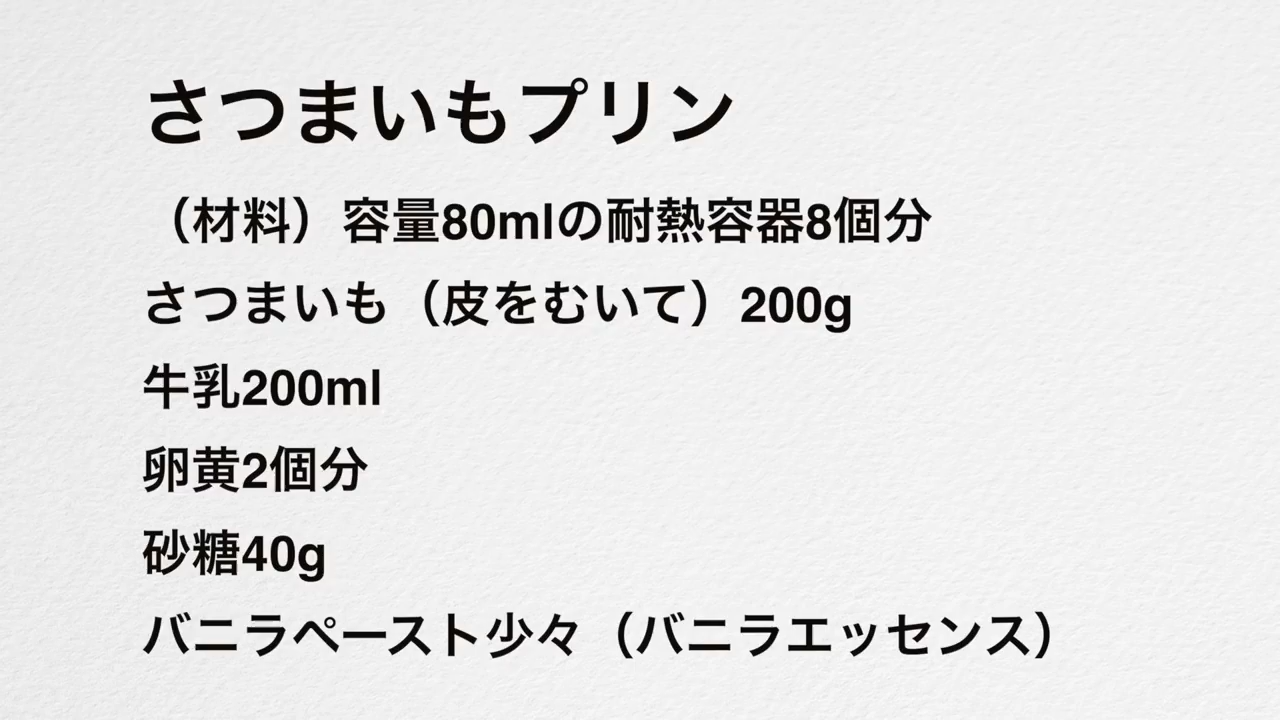 さつまいもプリン
（材料）容量80mlの耐熱容器8個分
さつまいも（皮をむいて）200g
牛乳200ml
卵黄2個分
砂糖40g
バニラペースト少々（バニラエッセンス）